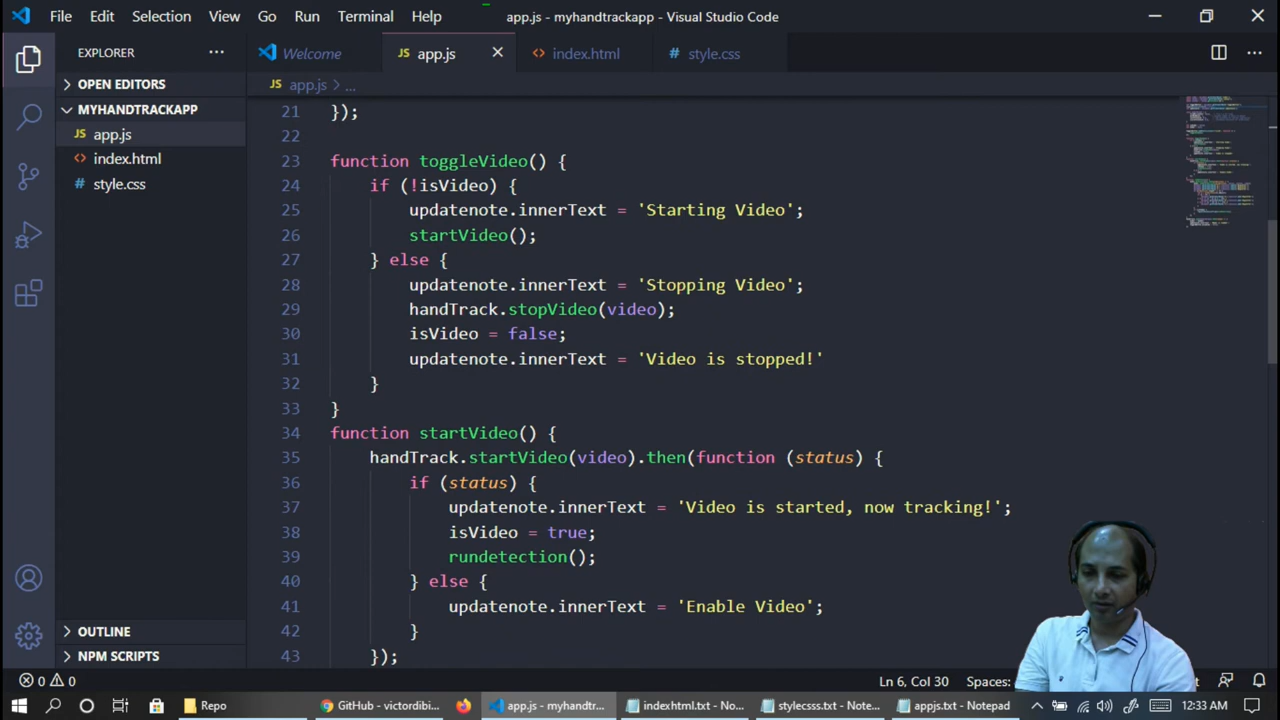 File Edit Selection View Go Run Terminal Help app.js - myhandtrackapp - Visual Studio Code
EXPLORER ··· Welcome JS app.js × <> index.html # style.css ···
OPEN EDITORS JS app.js > ...
MYHANDTRACKAPP
JS app.js
<> index.html
# style.css
21 });
22
23 function toggleVideo() {
24 if (!isVideo) {
25 updatenote.innerText = 'Starting Video';
26 startVideo();
27 } else {
28 updatenote.innerText = 'Stopping Video';
29 handTrack.stopVideo(video);
30 isVideo = false;
31 updatenote.innerText = 'Video is stopped!'
32 }
33 }
34 function startVideo() {
35 handTrack.startVideo(video).then(function (status) {
36 if (status) {
37 updatenote.innerText = 'Video is started, now tracking!';
38 isVideo = true;
39 rundetection();
40 } else {
41 updatenote.innerText = 'Enable Video';
42 }
43 });
OUTLINE
NPM SCRIPTS
0 0 Ln 6, Col 30 Spaces:
Repo GitHub - victordibi... app.js - myhandtr... indexhtml.txt - No... stylecsss.txt - Note... appjs.txt - Notepad 12:33 AM